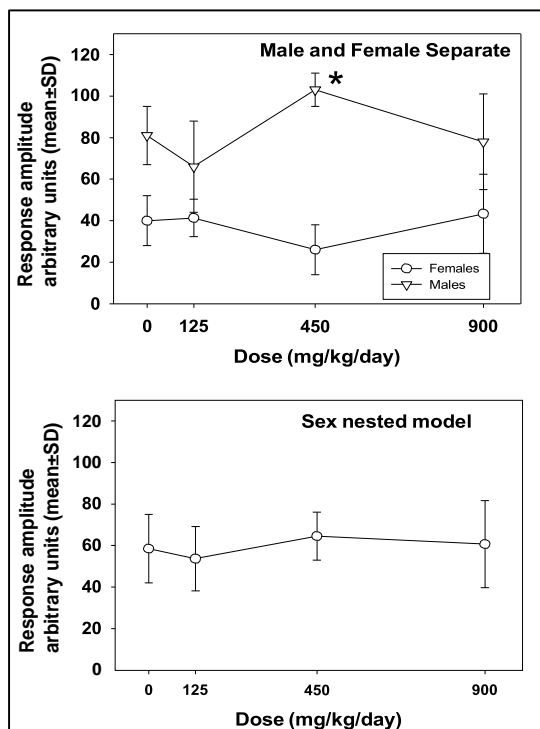 Male and Female Separate
*
120
100
80
60
40
20
0
Response amplitude
arbitrary units (mean±SD)
Females
Males
0 125 450 900
Dose (mg/kg/day)
Sex nested model
120
100
80
60
40
20
0
Response amplitude
arbitrary units (mean±SD)
0 125 450 900
Dose (mg/kg/day)